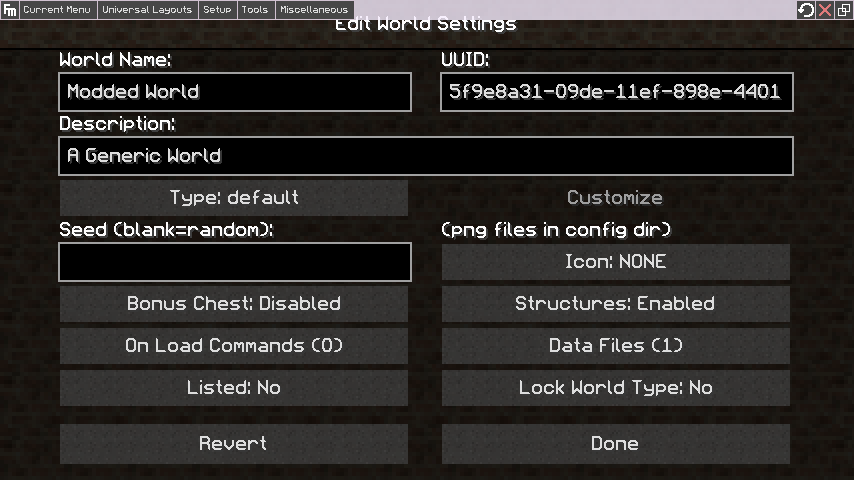 Fm Current Menu Universal Layouts Setup Tools Miscellaneous
Edit World Settings
World Name: UUID:
Modded World 5f9e8a31-09de-11ef-898e-4401
Description:
A Generic World
Type: default Customize
Seed (blank=random): (png files in config dir)
Icon: NONE
Bonus Chest: Disabled Structures: Enabled
On Load Commands (0) Data Files (1)
Listed: No Lock World Type: No
Revert Done